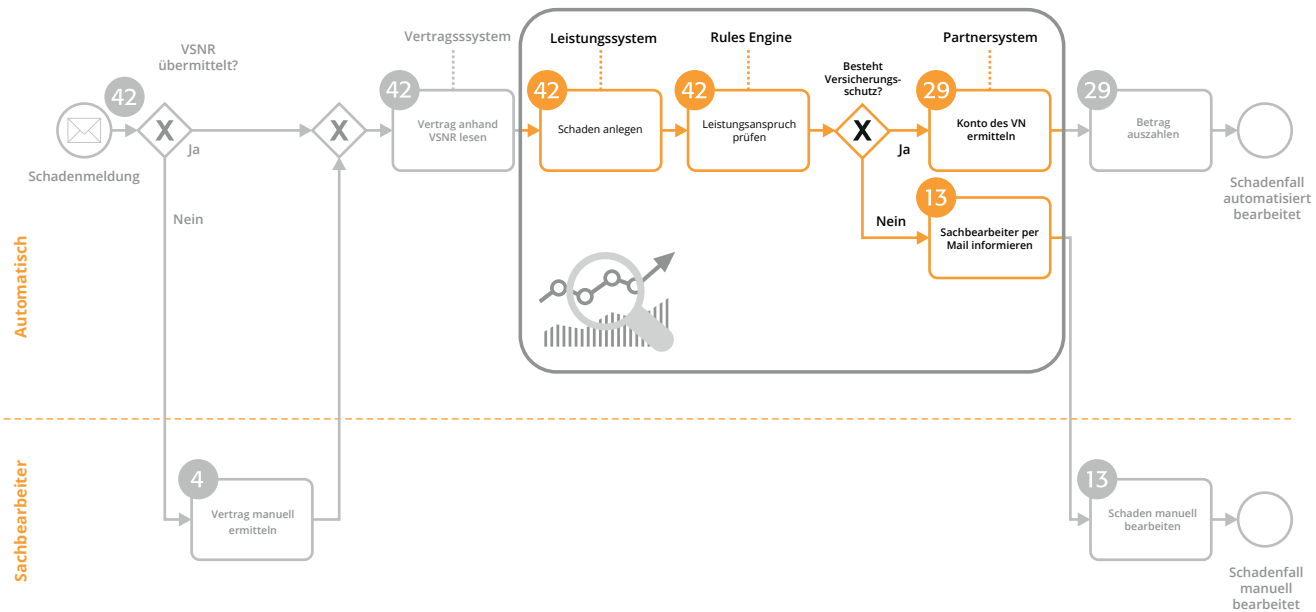 VSNR
übermittelt?
42
X
Ja
Nein
Schadenmeldung
X
Vertragsssystem
42
Vertrag anhand
VSNR lesen
Leistungssystem
42
Schaden anlegen
Rules Engine
42
Leistungsanspruch
prüfen
Besteht
Versicherungs-
schutz?
X
Ja
Nein
Partnersystem
29
Konto des VN
ermitteln
13
Sachbearbeiter per
Mail informieren
29
Betrag
auszahlen
Schadenfall
automatisiert
bearbeitet
Automatisch
Sachbearbeiter
4
Vertrag manuell
ermitteln
13
Schaden manuell
bearbeiten
Schadenfall
manuell
bearbeitet